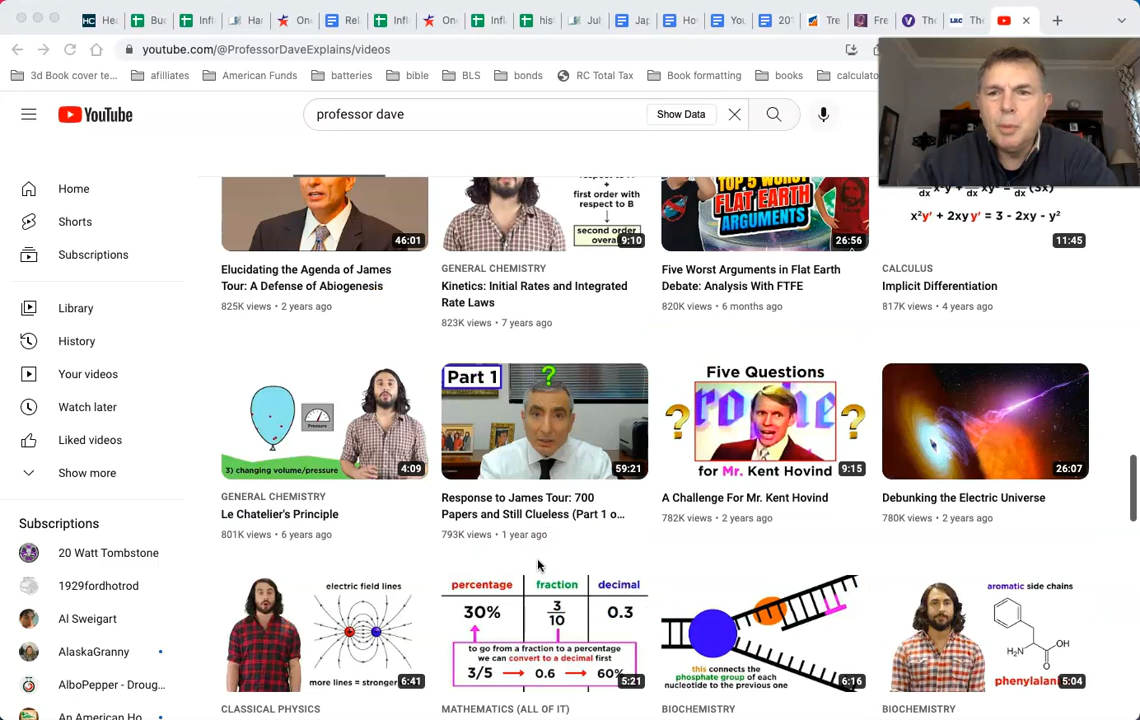 He
Buc
Infl
Har
On
Rel
Infl
On
Infl
his
Jul
Jap
Ho
You
201
Tre
Fre
The
LRC
The
youtube.com/@ProfessorDaveExplains/videos
3d Book cover te...
afilliates
American Funds
batteries
bible
BLS
bonds
RC Total Tax
Book formatting
books
calculato
YouTube
professor dave
Show Data
Home
Shorts
Subscriptions
Library
History
Your videos
Watch later
Liked videos
Show more
Subscriptions
20 Watt Tombstone
1929fordhotrod
Al Sweigart
AlaskaGranny
AlboPepper - Droug...
An American Ho
46:01
Elucidating the Agenda of James
Tour: A Defense of Abiogenesis
825K views • 2 years ago
+
first order with
respect to B
second order
overa
9:10
GENERAL CHEMISTRY
Kinetics: Initial Rates and Integrated
Rate Laws
823K views • 7 years ago
TOP 5 WORST
FLAT EARTH
ARGUMENTS
26:56
Five Worst Arguments in Flat Earth
Debate: Analysis With FTFE
820K views • 6 months ago
x²y' + 2xyy' = 3 - 2xy - y²
11:45
CALCULUS
Implicit Differentiation
817K views • 4 years ago
Pressure
3) changing volume/pressure
4:09
GENERAL CHEMISTRY
Le Chatelier's Principle
801K views • 6 years ago
Part 1
?
59:21
Response to James Tour: 700
Papers and Still Clueless (Part 1 o...
793K views • 1 year ago
Five Questions
? ?
for Mr. Kent Hovind
9:15
A Challenge For Mr. Kent Hovind
782K views • 2 years ago
26:07
Debunking the Electric Universe
780K views • 2 years ago
electric field lines
more lines = stronger
6:41
CLASSICAL PHYSICS
percentage fraction decimal
30% 3/10 0.3
to go from a fraction to a percentage
we can convert to a decimal first
3/5 → 0.6 → 60%
5:21
MATHEMATICS (ALL OF IT)
this connects the
phosphate group of each
nucleotide to the previous one
6:16
BIOCHEMISTRY
aromatic side chains
H₂N
OH
O
phenylalani
5:04
BIOCHEMISTRY